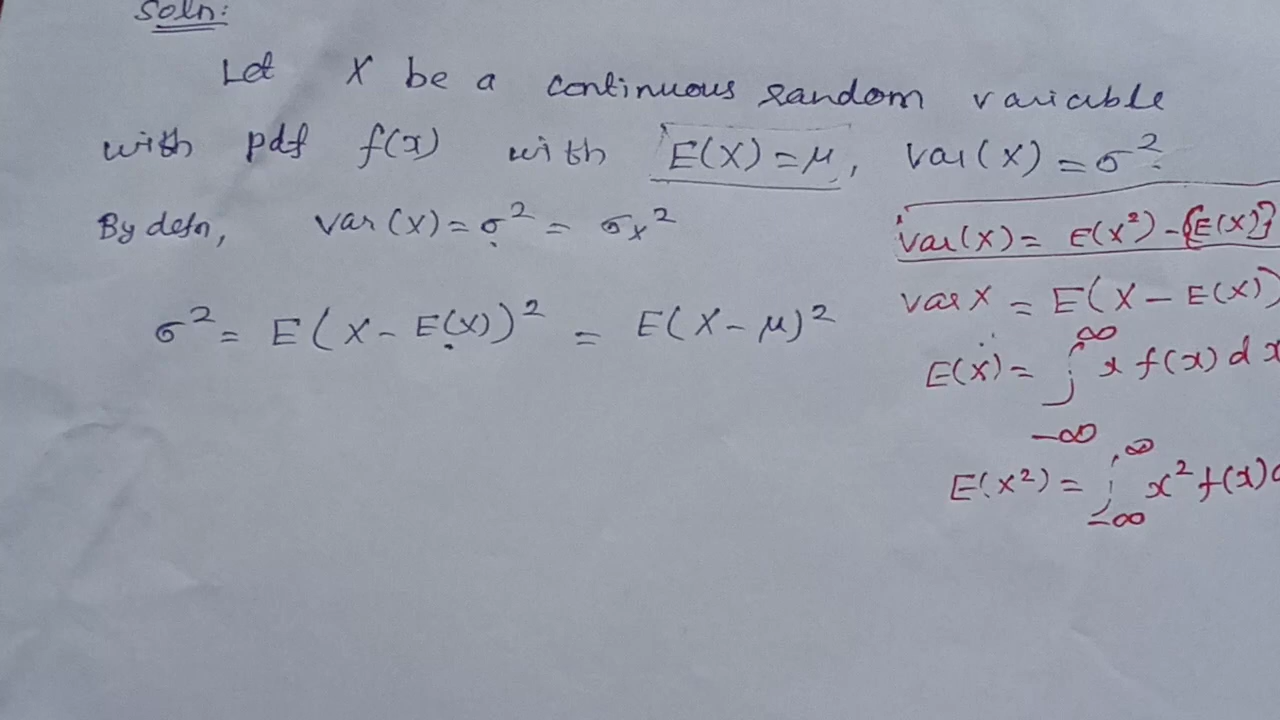 Soln:
Let X be a continuous random variable
with pdf f(x) with E(X) = μ, Var(X) = σ²
By defn, Var(X) = σ² = σx²
σ² = E(X - E(X))² = E(X - μ)²
Var(X) = E(X²) - {E(X)}
Var X = E(X - E(X))
E(X) = ∫_{-∞}^{∞} x f(x) dx
E(X²) = ∫_{-∞}^{∞} x² f(x) d